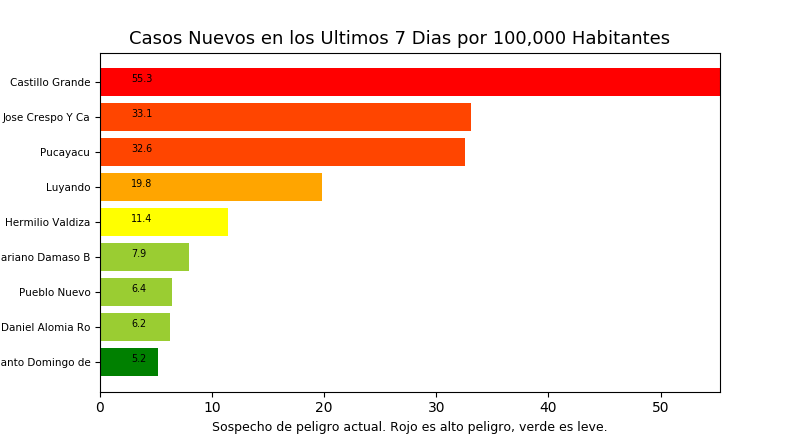 Casos Nuevos en los Ultimos 7 Dias por 100,000 Habitantes
Castillo Grande 55.3
Jose Crespo Y Ca 33.1
Pucayacu 32.6
Luyando 19.8
Hermilio Valdiza 11.4
ariano Damaso B 7.9
Pueblo Nuevo 6.4
Daniel Alomia Ro 6.2
anto Domingo de 5.2
0 10 20 30 40 50
Sospecho de peligro actual. Rojo es alto peligro, verde es leve.